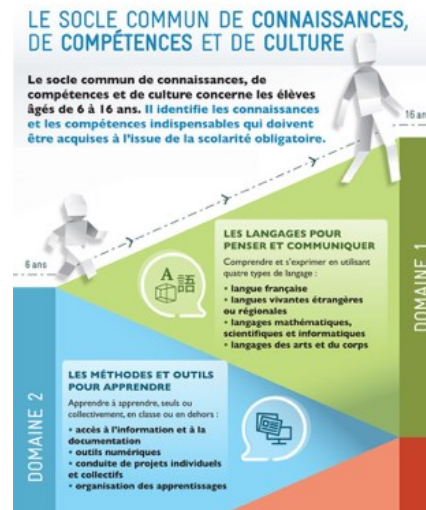 LE SOCLE COMMUN DE CONNAISSANCES,
DE COMPÉTENCES ET DE CULTURE
Le socle commun de connaissances, de
compétences et de culture concerne les élèves
âgés de 6 à 16 ans. Il identifie les connaissances
et les compétences indispensables qui doivent
être acquises à l'issue de la scolarité obligatoire.
16 an
6 ans
LES LANGAGES POUR
PENSER ET COMMUNIQUER
Comprendre et s'exprimer en utilisant
quatre types de langage :
• langue française
• langues vivantes étrangères
ou régionales
• langages mathématiques,
scientifiques et informatiques
• langages des arts et du corps
A
語
DOMAINE 1
LES MÉTHODES ET OUTILS
POUR APPRENDRE
Apprendre à apprendre, seuls ou
collectivement, en classe ou en dehors :
• accès à l'information et à la
documentation
• outils numériques
• conduite de projets individuels
et collectifs
• organisation des apprentissages
DOMAINE 2